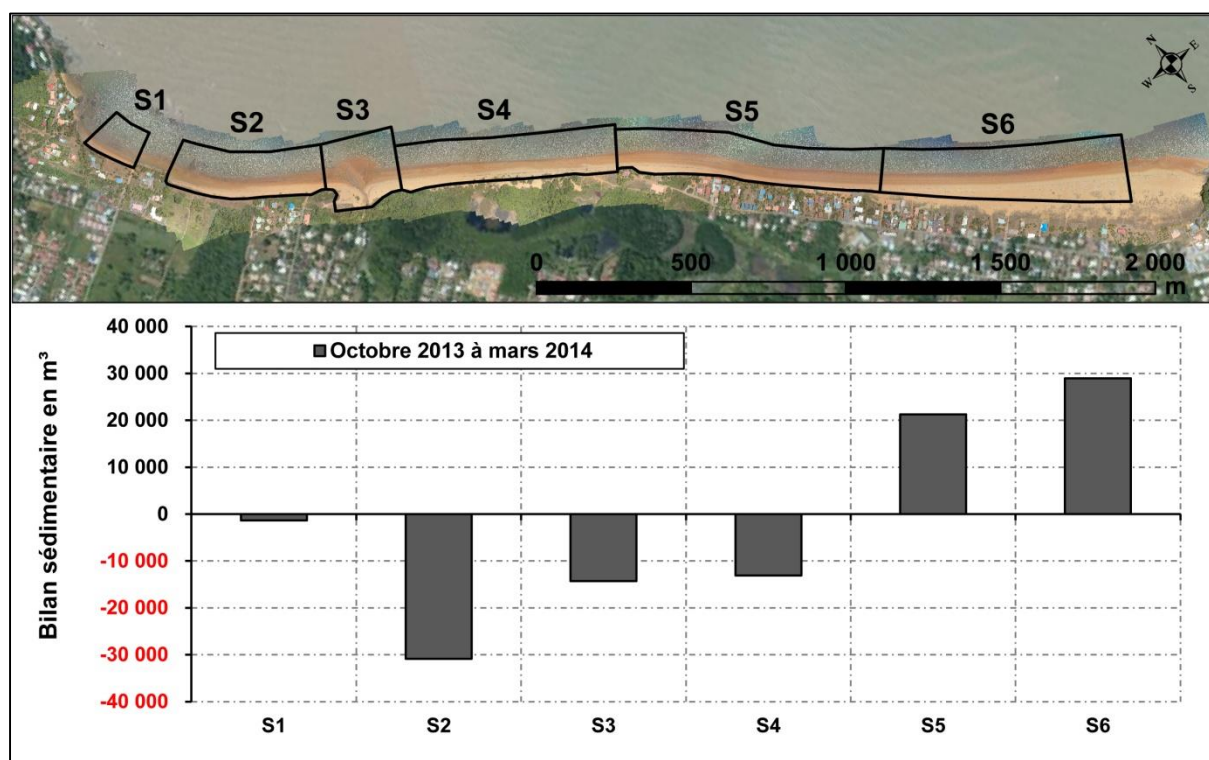 N
E
W
S
S1
S2
S3
S4
S5
S6
0 500 1 000 1 500 2 000
m
Octobre 2013 à mars 2014
Bilan sédimentaire en m³
40 000
30 000
20 000
10 000
0
-10 000
-20 000
-30 000
-40 000
S1 S2 S3 S4 S5 S6